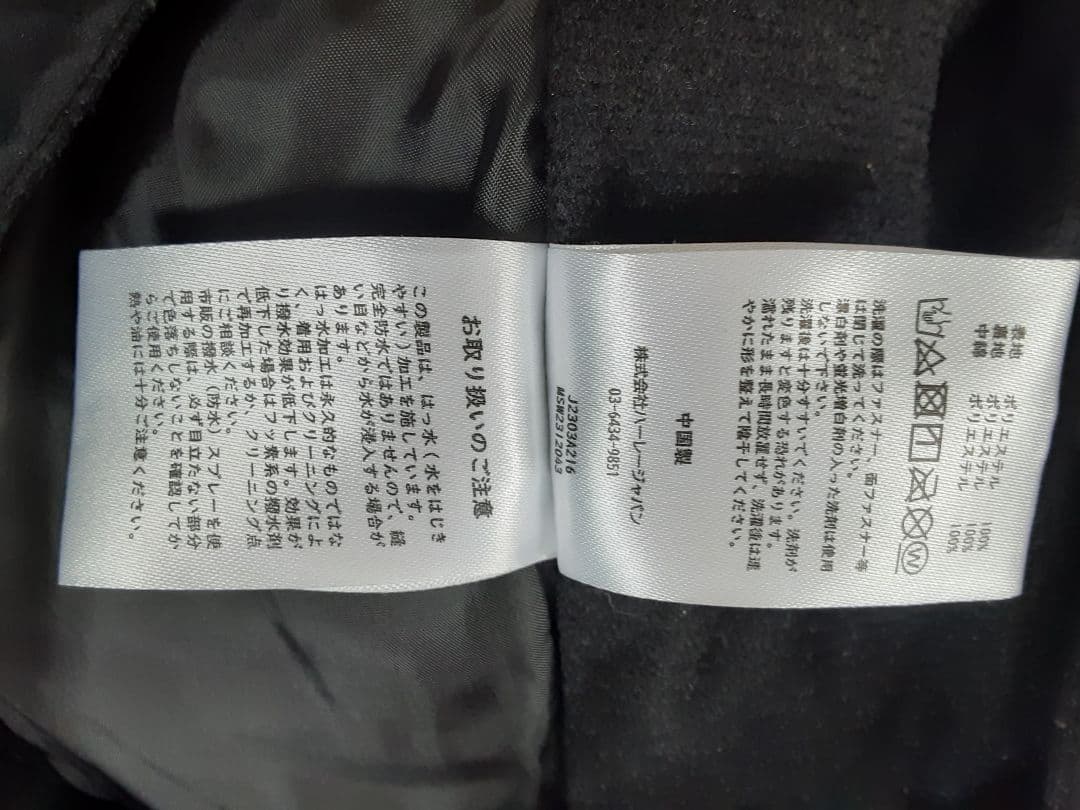 表地 ポリエステル 100%
裏地 ポリエステル 100%
中綿 ポリエステル 100%
W
洗濯の際はファスナー、面ファスナー等
は閉じて洗ってください。
漂白剤や蛍光増白剤の入った洗剤は使用
しないで下さい。
洗濯後は十分すすいでください。洗剤が
残りますと変色する恐れがあります。
濡れたまま長時間放置せず、洗濯後は速
やかに形を整えて陰干してください。
中国製
株式会社ハーレージャパン
03-6434-9851
J2303A216
MSW2312043
お取り扱いのご注意
この製品は、はっ水(水をはじき
やすい)加工を施しています。
完全防水ではありませんので、縫
い目などから水が浸入する場合が
あります。
はっ水加工は永久的なものではな
く、着用およびクリーニングによ
り撥水効果が低下します。効果が
低下した場合はフッ素系の撥水剤
で再加工するか、クリーニング点
にご相談ください。
市販の撥水(防水)スプレーを使
用する際は、必ず目立たない部分
で色落ちしないことを確認してか
らご使用ください。
熱や油には十分ご注意ください。